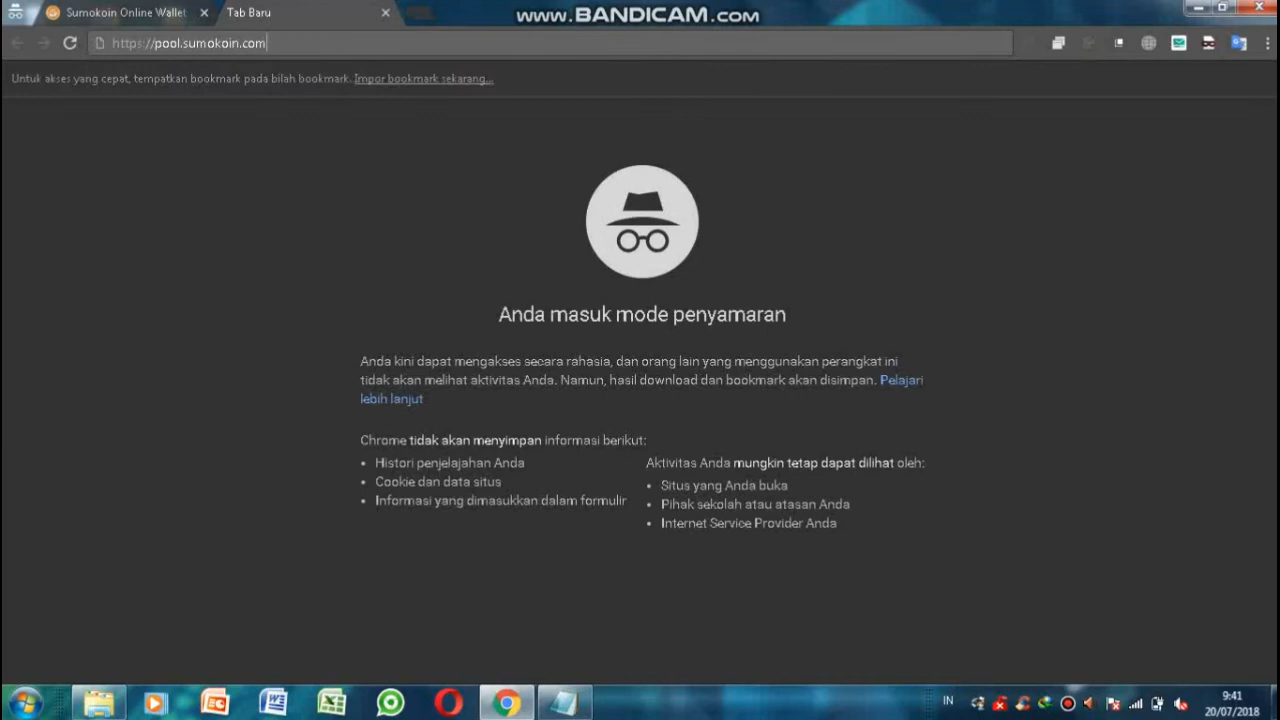 Sumokoin Online Wallet
Tab Baru
www.BANDICAM.com
https://pool.sumokoin.com
Untuk akses yang cepat, tempatkan bookmark pada bilah bookmark. Impor bookmark sekarang...
Anda masuk mode penyamaran
Anda kini dapat mengakses secara rahasia, dan orang lain yang menggunakan perangkat ini
tidak akan melihat aktivitas Anda. Namun, hasil download dan bookmark akan disimpan. Pelajari
lebih lanjut
Chrome tidak akan menyimpan informasi berikut:
• Histori penjelajahan Anda
• Cookie dan data situs
• Informasi yang dimasukkan dalam formulir
Aktivitas Anda mungkin tetap dapat dilihat oleh:
• Situs yang Anda buka
• Pihak sekolah atau atasan Anda
• Internet Service Provider Anda
IN
9:41
20/07/2018